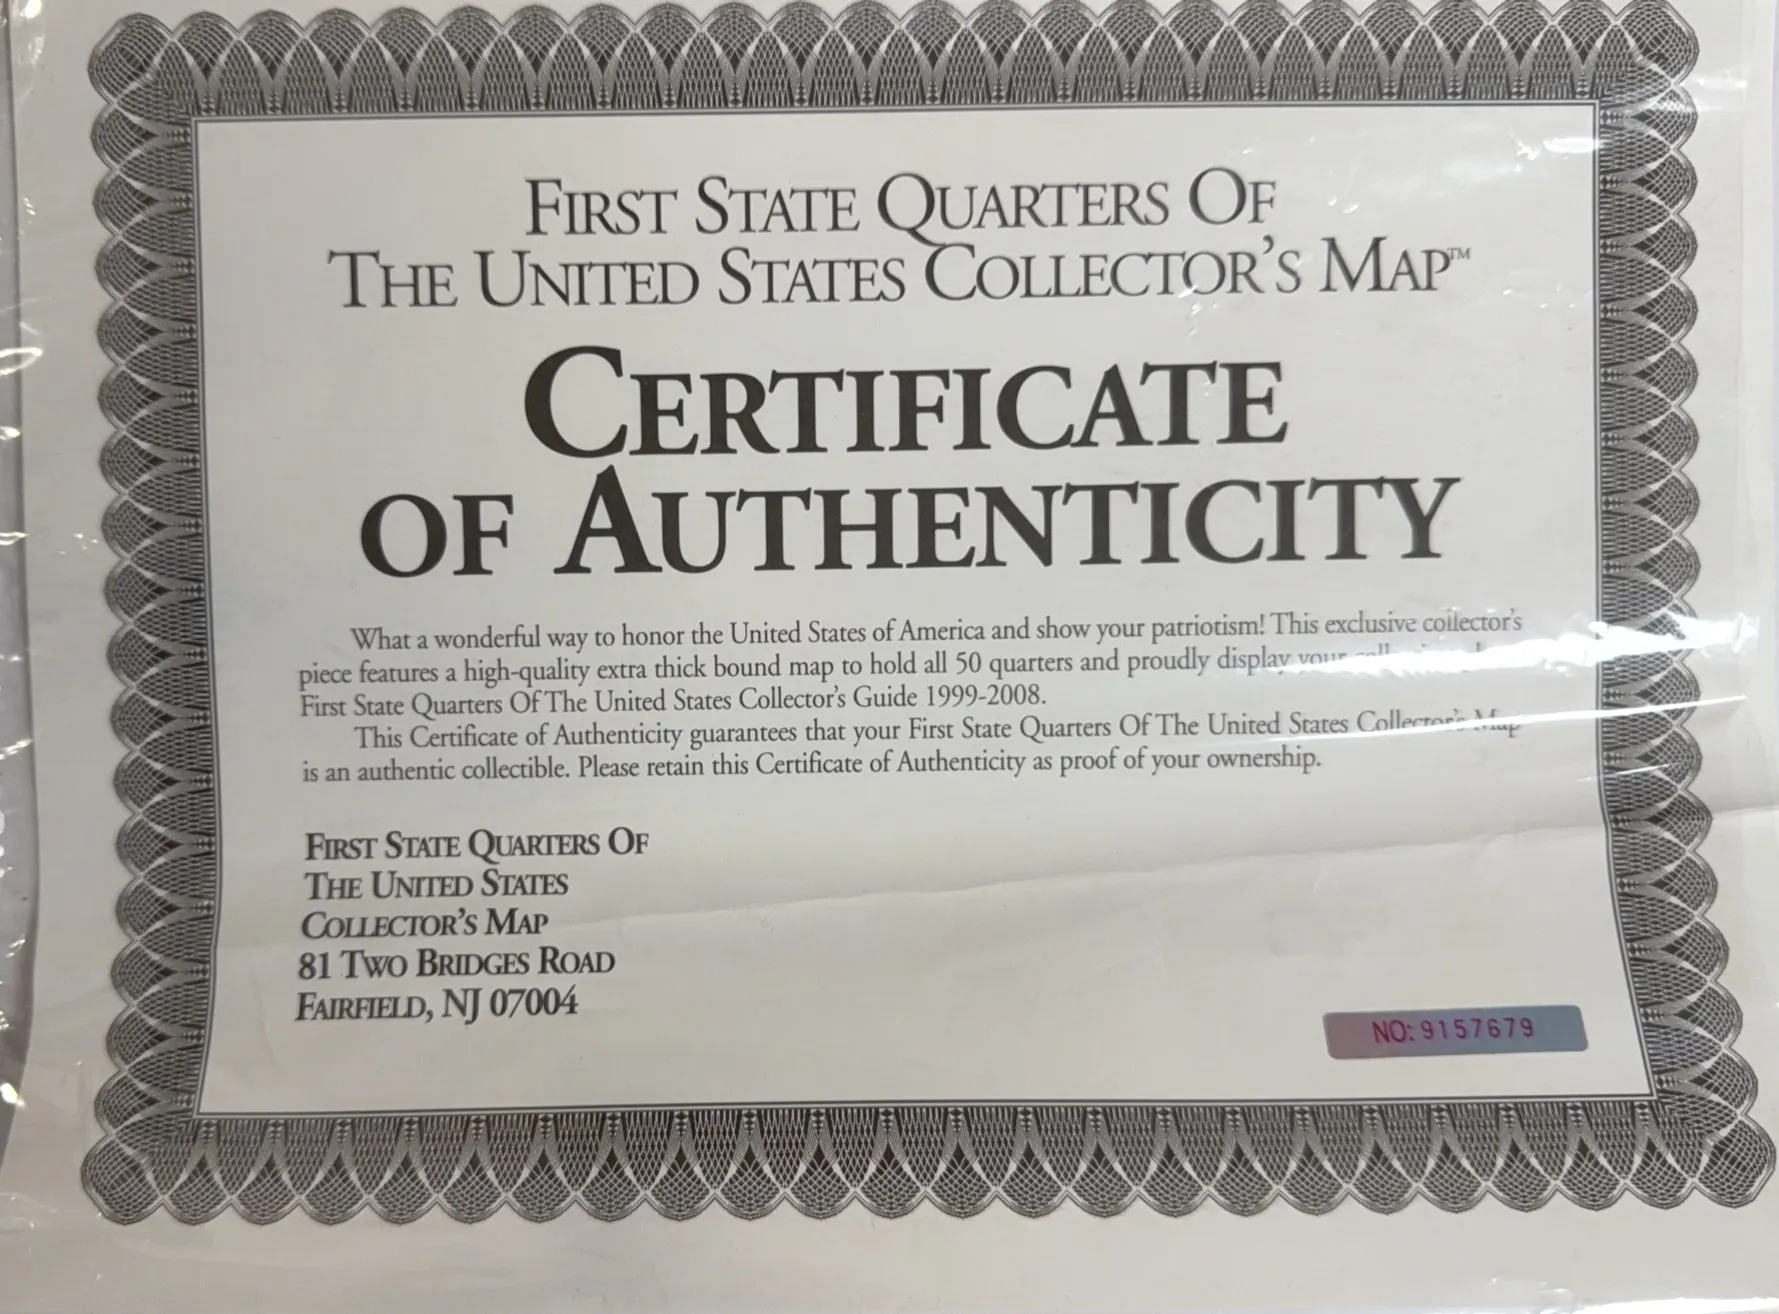 FIRST STATE QUARTERS OF
THE UNITED STATES COLLECTOR'S MAP™
CERTIFICATE
OF AUTHENTICITY
What a wonderful way to honor the United States of America and show your patriotism! This exclusive collector's
piece features a high-quality extra thick bound map to hold all 50 quarters and proudly display your
First State Quarters Of The United States Collector's Guide 1999-2008.
This Certificate of Authenticity guarantees that your First State Quarters Of The United States Collector's Map
is an authentic collectible. Please retain this Certificate of Authenticity as proof of your ownership.
FIRST STATE QUARTERS OF
THE UNITED STATES
COLLECTOR'S MAP
81 TWO BRIDGES ROAD
FAIRFIELD, NJ 07004
NO: 9157679